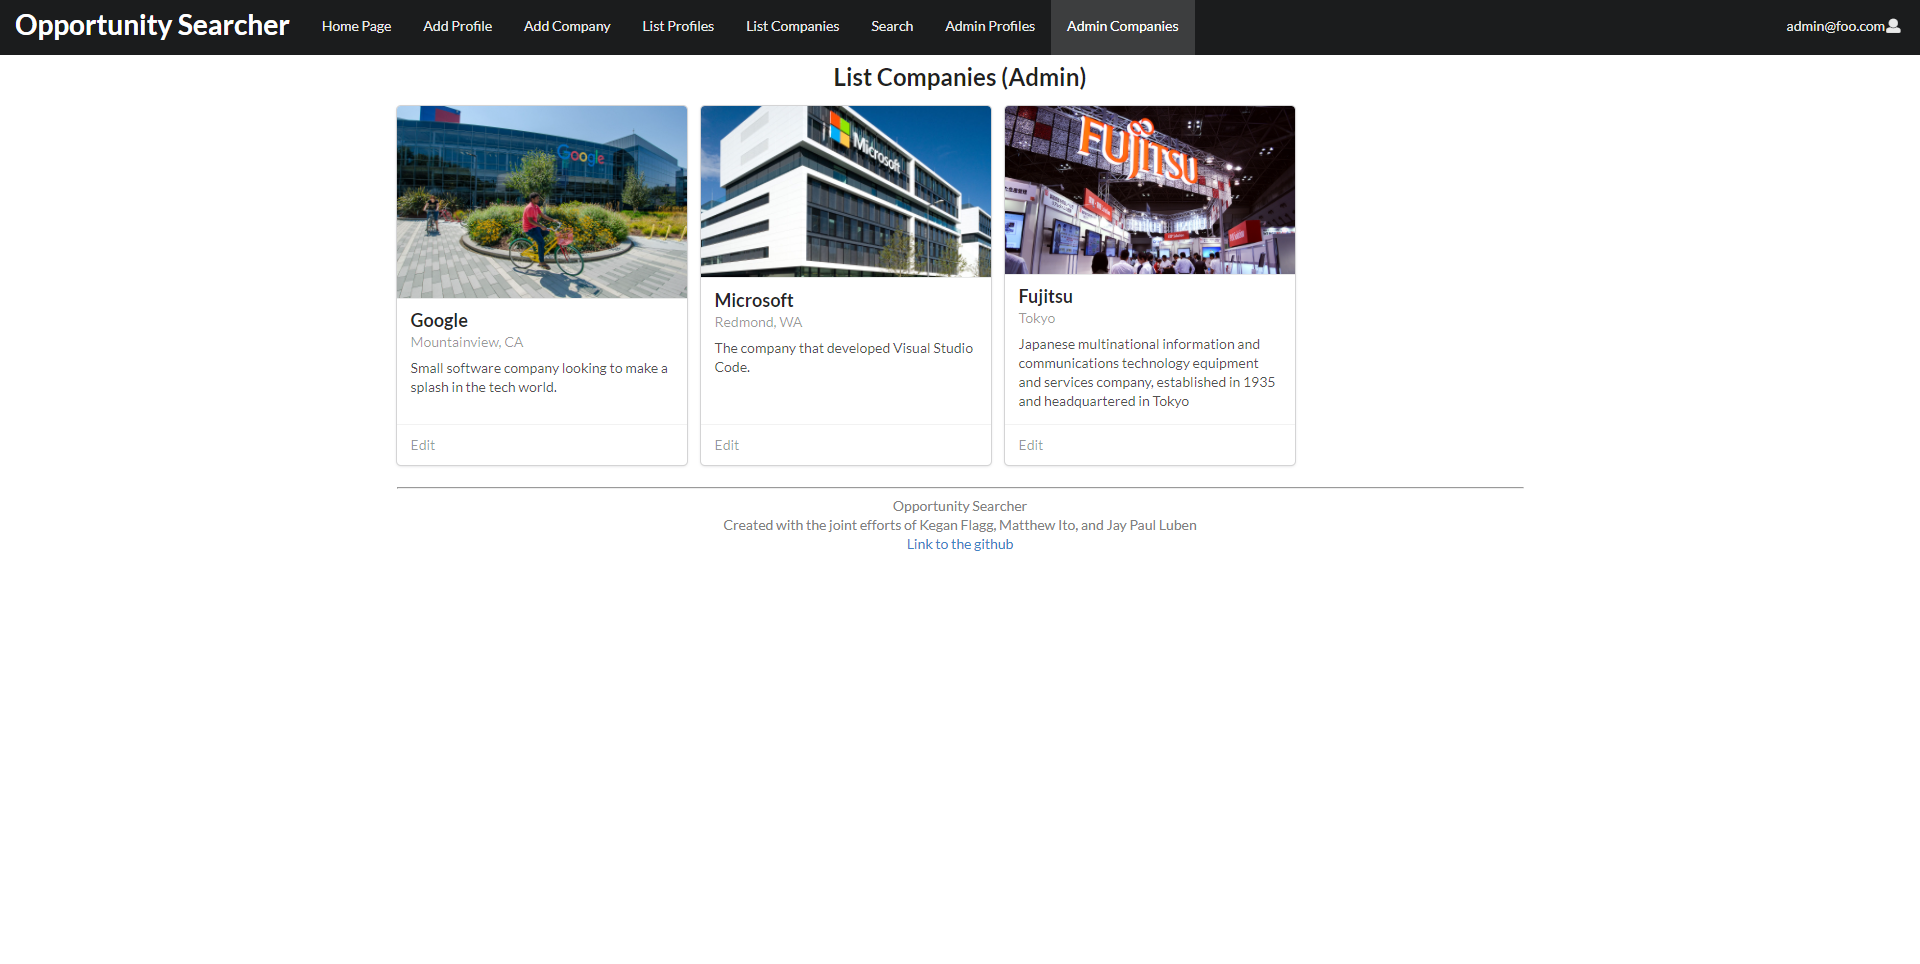 Opportunity Searcher
Home Page
Add Profile
Add Company
List Profiles
List Companies
Search
Admin Profiles
Admin Companies
admin@foo.com
List Companies (Admin)
Google
Microsoft
FUJITSU
Google
Mountainview, CA
Small software company looking to make a
splash in the tech world.
Edit
Microsoft
Redmond, WA
The company that developed Visual Studio
Code.
Edit
Fujitsu
Tokyo
Japanese multinational information and
communications technology equipment
and services company, established in 1935
and headquartered in Tokyo
Edit
Opportunity Searcher
Created with the joint efforts of Kegan Flagg, Matthew Ito, and Jay Paul Luben
Link to the github